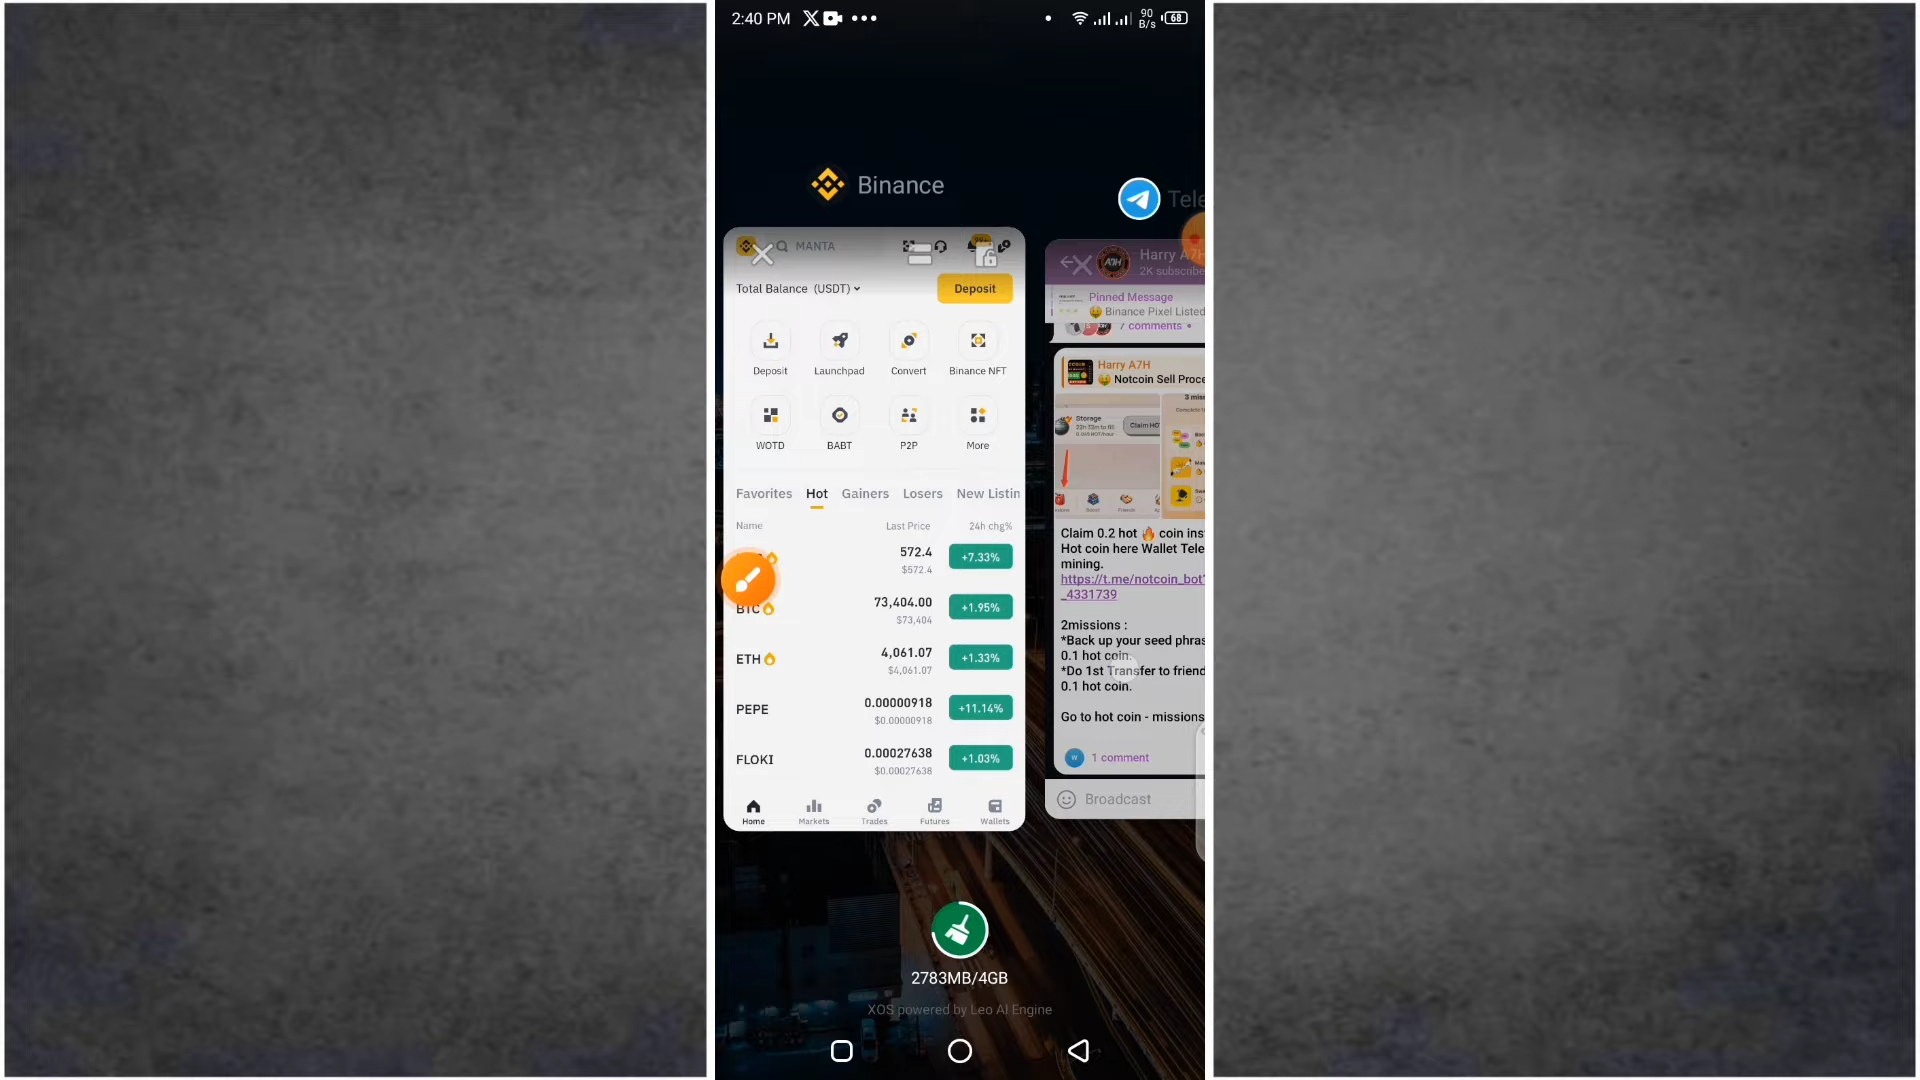 2:40 PM
90
B/s
68
Binance
Tele
MANTA
Total Balance (USDT)
Deposit
Deposit
Launchpad
Convert
Binance NFT
WOTD
BABT
P2P
More
Favorites
Hot
Gainers
Losers
New Listin
Name
Last Price
24h chg%
572.4
$572.4
+7.33%
BTC
73,404.00
$73,404
+1.95%
ETH
4,061.07
$4,061.07
+1.33%
PEPE
0.00000918
$0.00000918
+11.14%
FLOKI
0.00027638
$0.00027638
+1.03%
Home
Markets
Trades
Futures
Wallets
Harry A7H
2K subscribe
Pinned Message
Binance Pixel Listed
7 comments
Harry A7H
Notcoin Sell Proce
Storage
Claim HO
3 miss
Claim 0.2 hot 🔥 coin ins
Hot coin here Wallet Tele
mining.
https://t.me/notcoin_bot?
_4331739
2missions :
*Back up your seed phras
0.1 hot coin.
*Do 1st Transfer to friend
0.1 hot coin.
Go to hot coin - missions
1 comment
Broadcast
2783MB/4GB
XOS powered by Leo AI Engine